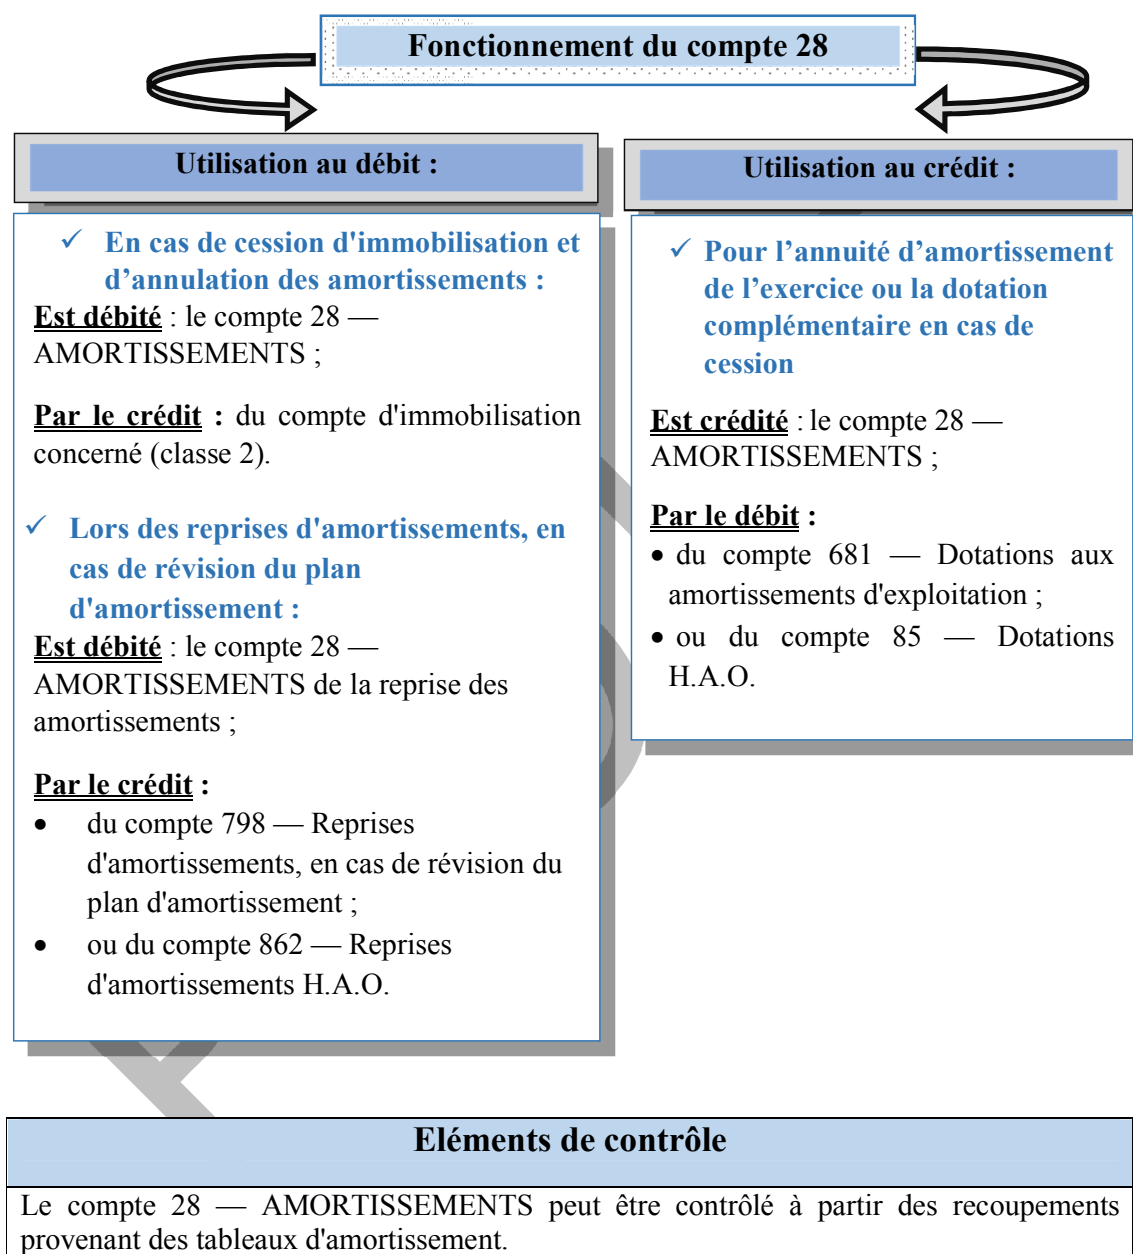 Fonctionnement du compte 28
Utilisation au débit :
✓ En cas de cession d'immobilisation et
d’annulation des amortissements :
Est débité : le compte 28 —
AMORTISSEMENTS ;
Par le crédit : du compte d'immobilisation
concerné (classe 2).
✓ Lors des reprises d'amortissements, en
cas de révision du plan
d'amortissement :
Est débité : le compte 28 —
AMORTISSEMENTS de la reprise des
amortissements ;
Par le crédit :
• du compte 798 — Reprises
d'amortissements, en cas de révision du
plan d'amortissement ;
• ou du compte 862 — Reprises
d'amortissements H.A.O.
Utilisation au crédit :
✓ Pour l’annuité d’amortissement
de l’exercice ou la dotation
complémentaire en cas de
cession
Est crédité : le compte 28 —
AMORTISSEMENTS ;
Par le débit :
• du compte 681 — Dotations aux
amortissements d'exploitation ;
• ou du compte 85 — Dotations
H.A.O.
Eléments de contrôle
Le compte 28 — AMORTISSEMENTS peut être contrôlé à partir des recoupements
provenant des tableaux d'amortissement.